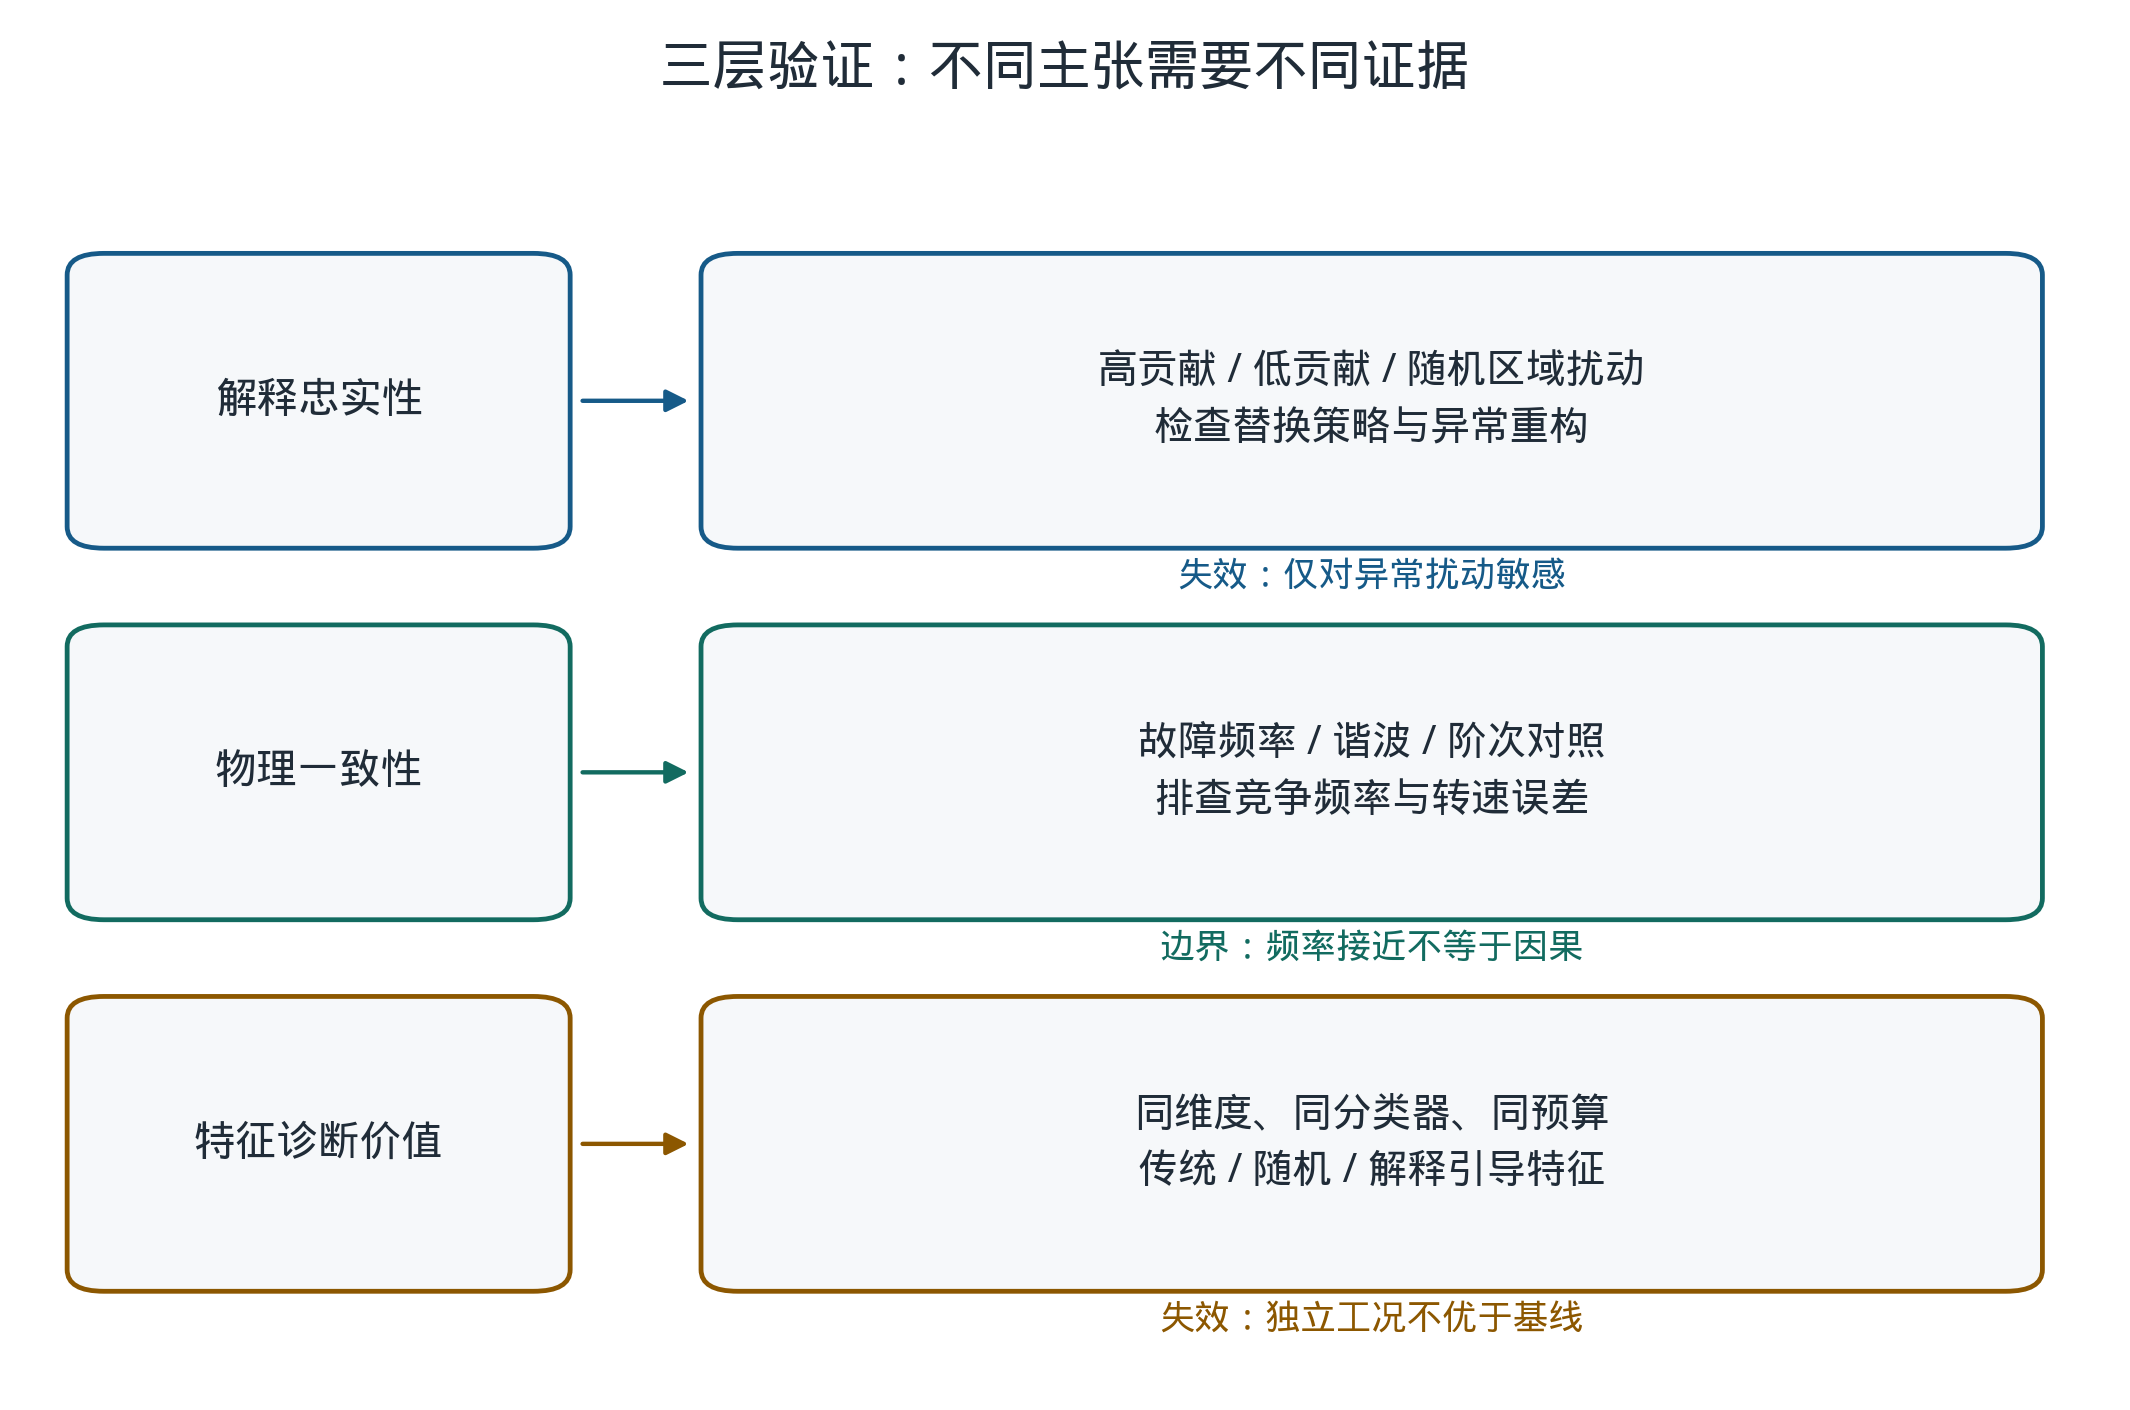 三层验证：不同主张需要不同证据
解释忠实性
高贡献 / 低贡献 / 随机区域扰动
检查替换策略与异常重构
失效：仅对异常扰动敏感
物理一致性
故障频率 / 谐波 / 阶次对照
排查竞争频率与转速误差
边界：频率接近不等于因果
特征诊断价值
同维度、同分类器、同预算
传统 / 随机 / 解释引导特征
失效：独立工况不优于基线